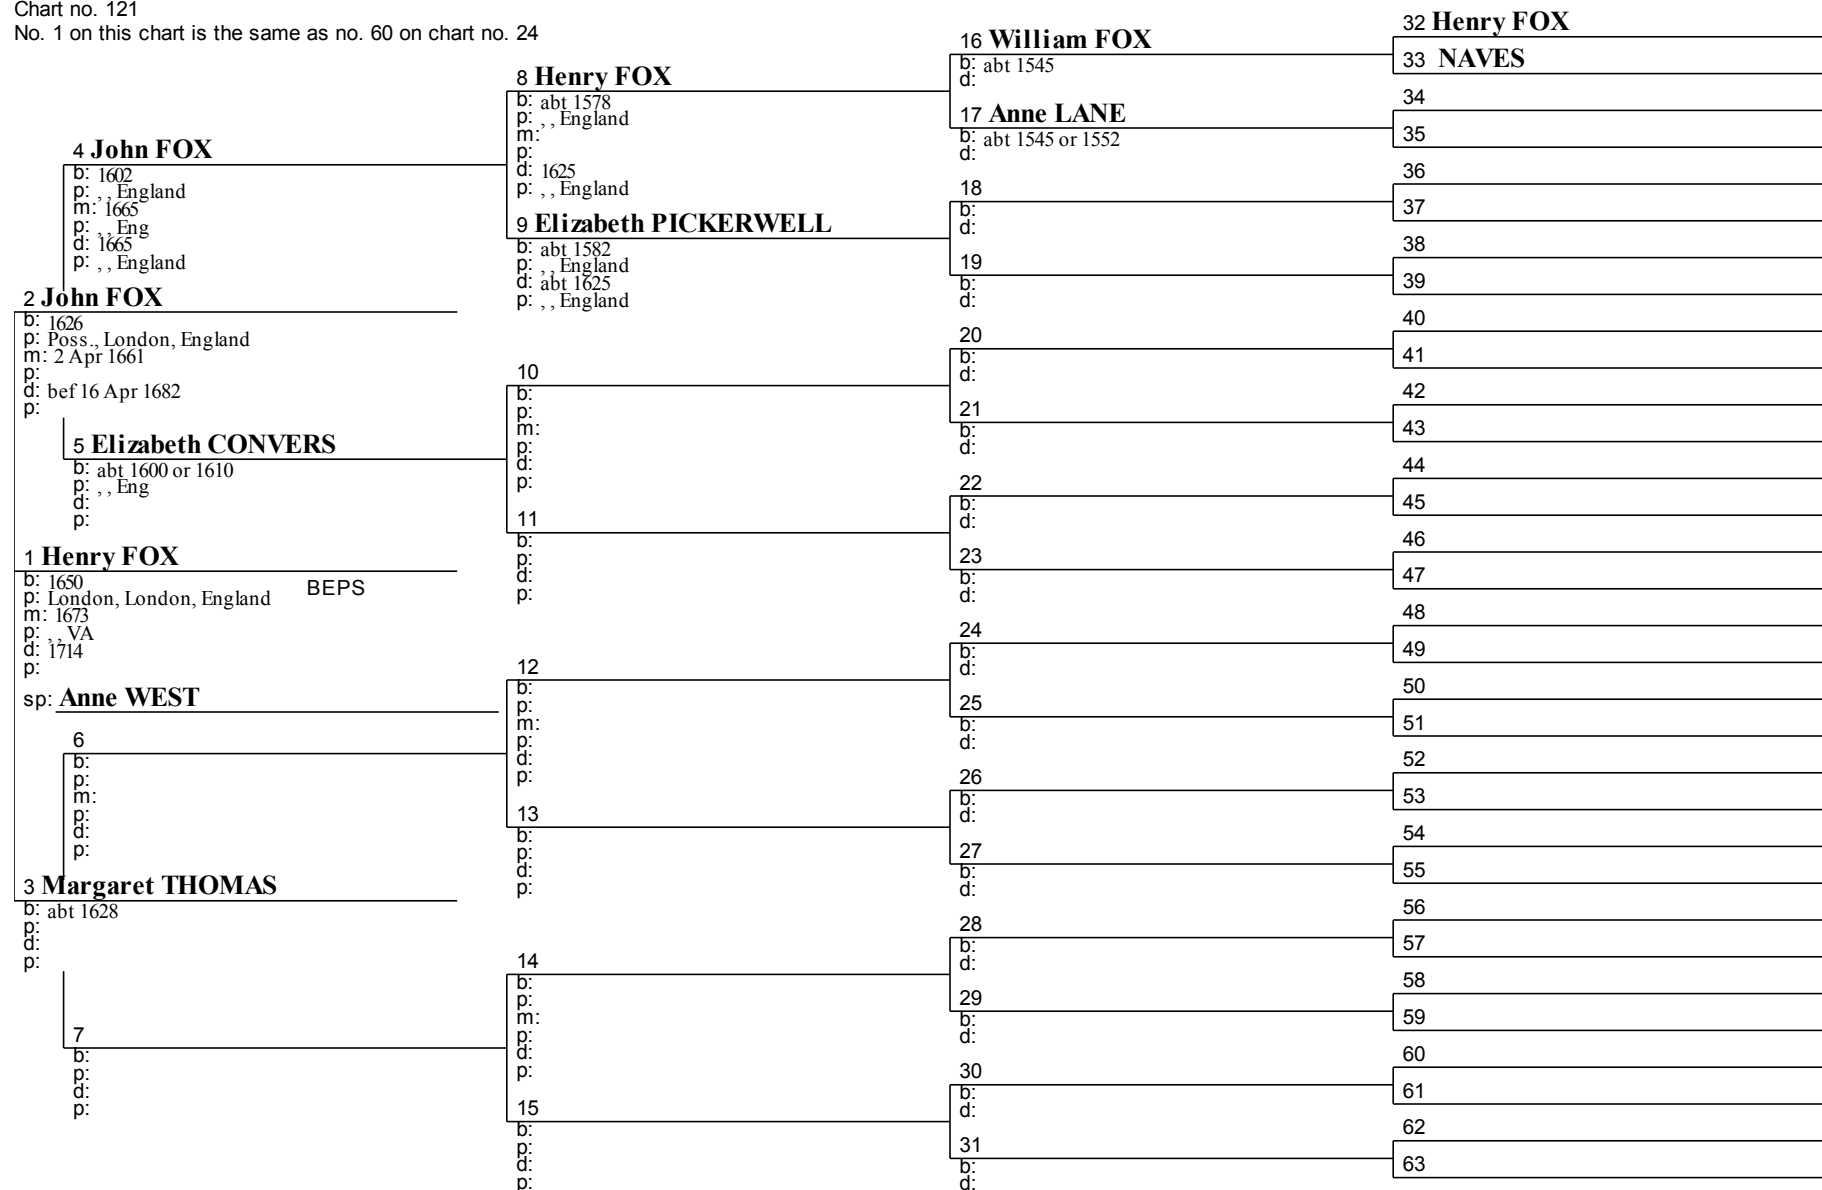 Chart no. 121
No. 1 on this chart is the same as no. 60 on chart no. 24
4 John FOX
b: 1602
p: , , England
m: 1665
p: , , Eng
d: 1665
p: , , England
2 John FOX
b: 1626
p: Poss., London, England
m: 2 Apr 1661
p:
d: bef 16 Apr 1682
p:
5 Elizabeth CONVERS
b: abt 1600 or 1610
p: , , Eng
d:
p:
1 Henry FOX
b: 1650
BEPS
p: London, London, England
m: 1673
p: , , VA
d: 1714
p:
sp: Anne WEST
6
b:
p:
m:
p:
d:
p:
3 Margaret THOMAS
b: abt 1628
p:
d:
p:
7
b:
p:
d:
p:
8 Henry FOX
b: abt 1578
p: , , England
m:
p:
d: 1625
p: , , England
9 Elizabeth PICKERWELL
b: abt 1582
p: , , England
d: abt 1625
p: , , England
10
b:
p:
m:
p:
d:
p:
11
b:
p:
d:
p:
12
b:
p:
m:
p:
d:
p:
13
b:
p:
d:
p:
14
b:
p:
m:
p:
d:
p:
15
b:
p:
d:
p:
16 William FOX
b: abt 1545
d:
17 Anne LANE
b: abt 1545 or 1552
d:
18
b:
d:
19
b:
d:
20
b:
d:
21
b:
d:
22
b:
d:
23
b:
d:
24
b:
d:
25
b:
d:
26
b:
d:
27
b:
d:
28
b:
d:
29
b:
d:
30
b:
d:
31
b:
d:
32 Henry FOX
33 NAVES
34
35
36
37
38
39
40
41
42
43
44
45
46
47
48
49
50
51
52
53
54
55
56
57
58
59
60
61
62
63